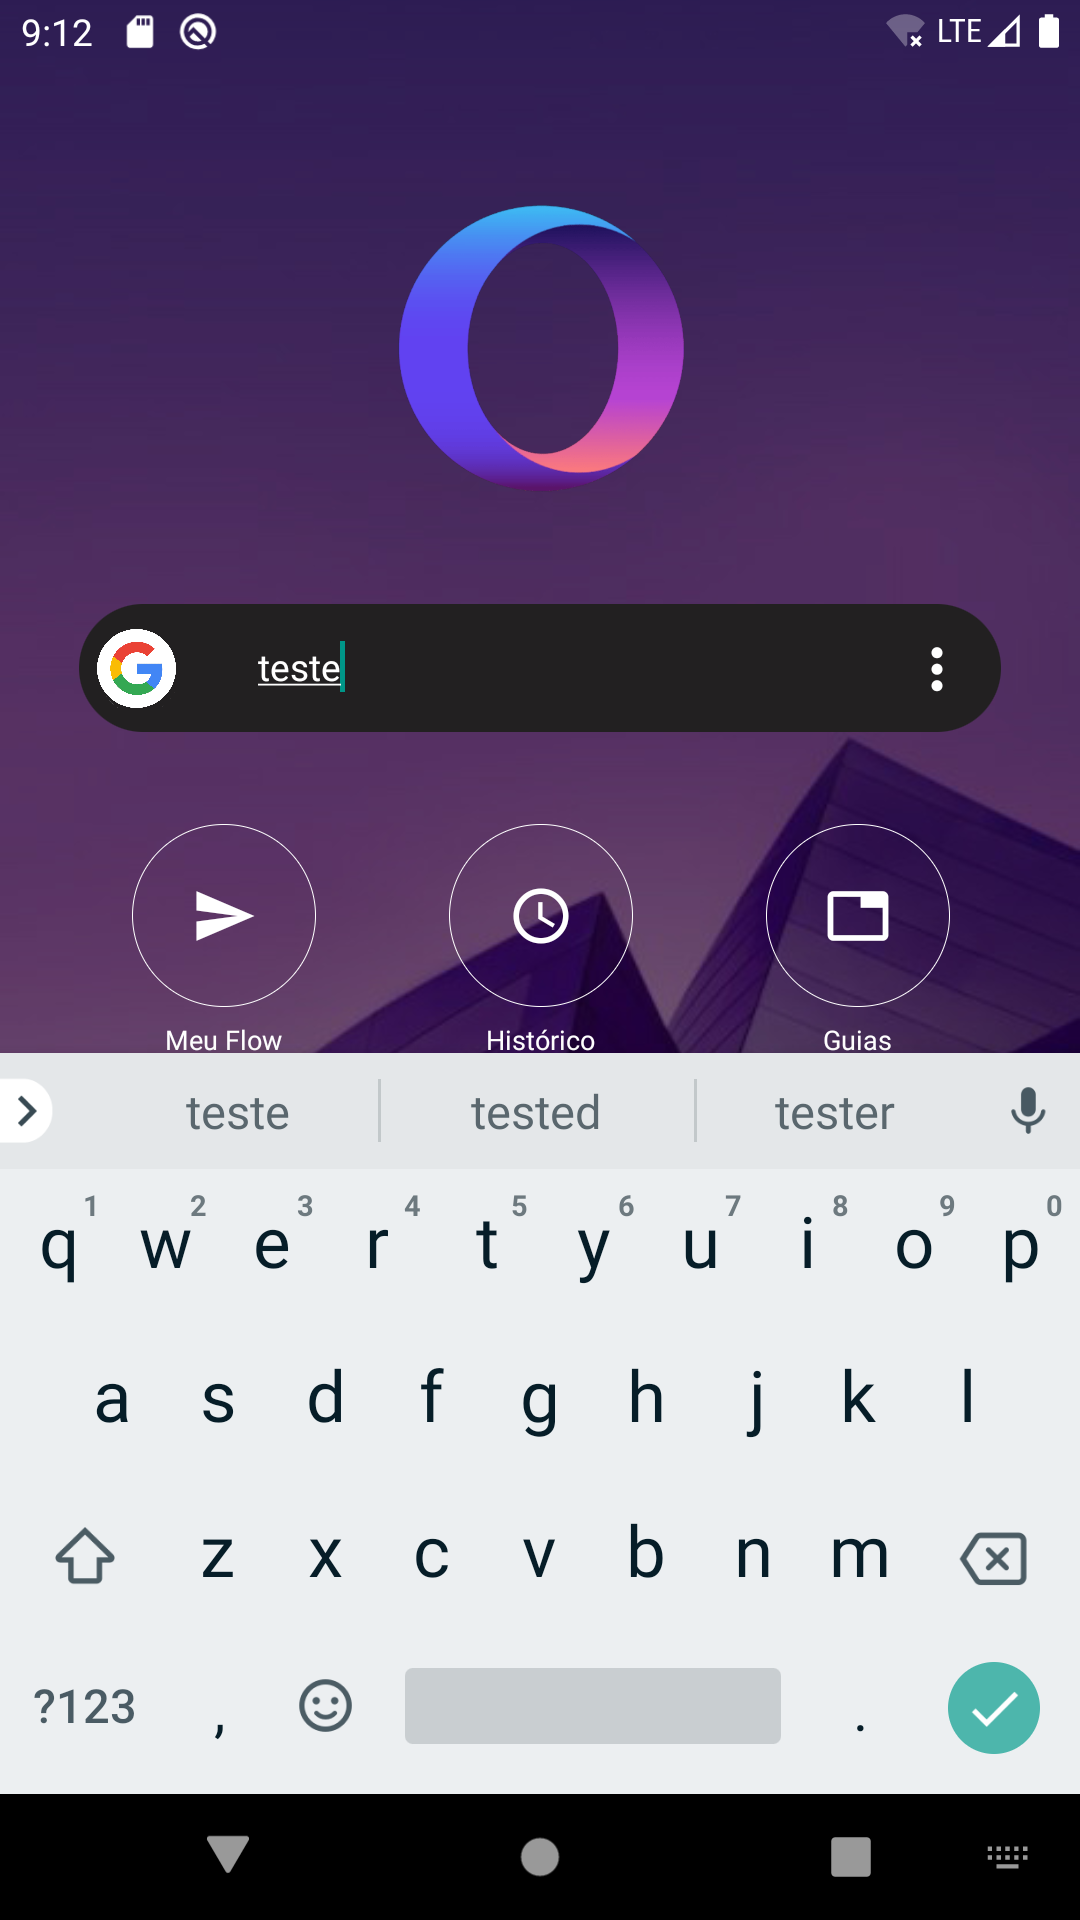 9:12 LTE
teste
Meu Flow Histórico Guias
teste tested tester
1 2 3 4 5 6 7 8 9 0
q w e r t y u i o p
a s d f g h j k l
z x c v b n m
?123 , .